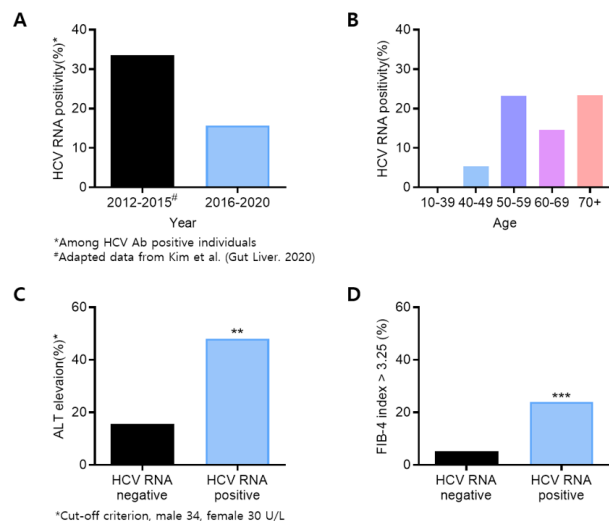 A
HCV RNA positivity(%)*
40
30
20
10
0
2012-2015#
2016-2020
Year
*Among HCV Ab positive individuals
#Adapted data from Kim et al. (Gut Liver. 2020)
B
HCV RNA positivity(%)
40
30
20
10
0
10-39
40-49
50-59
60-69
70+
Age
C
ALT elevaion(%)*
60
40
20
0
**
HCV RNA
negative
HCV RNA
positive
*Cut-off criterion, male 34, female 30 U/L
D
FIB-4 index > 3.25 (%)
60
40
20
0
***
HCV RNA
negative
HCV RNA
positive